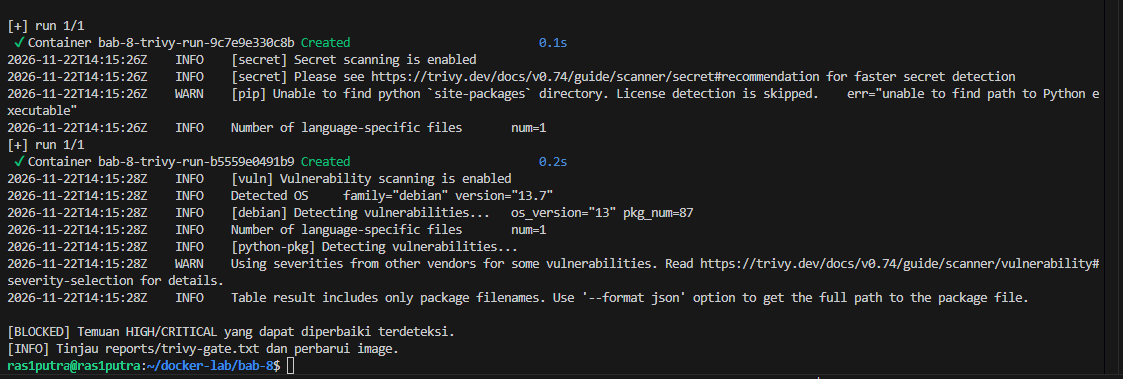 [+] run 1/1
✓ Container bab-8-trivy-run-9c7e9e330c8b Created 0.1s
2026-11-22T14:15:26Z INFO [secret] Secret scanning is enabled
2026-11-22T14:15:26Z INFO [secret] Please see https://trivy.dev/docs/v0.74/guide/scanner/secret#recommendation for faster secret detection
2026-11-22T14:15:26Z WARN [pip] Unable to find python `site-packages` directory. License detection is skipped. err="unable to find path to Python e
xecutable"
2026-11-22T14:15:26Z INFO Number of language-specific files num=1
[+] run 1/1
✓ Container bab-8-trivy-run-b5559e0491b9 Created 0.2s
2026-11-22T14:15:28Z INFO [vuln] Vulnerability scanning is enabled
2026-11-22T14:15:28Z INFO Detected OS family="debian" version="13.7"
2026-11-22T14:15:28Z INFO [debian] Detecting vulnerabilities... os_version="13" pkg_num=87
2026-11-22T14:15:28Z INFO Number of language-specific files num=1
2026-11-22T14:15:28Z INFO [python-pkg] Detecting vulnerabilities...
2026-11-22T14:15:28Z WARN Using severities from other vendors for some vulnerabilities. Read https://trivy.dev/docs/v0.74/guide/scanner/vulnerability#
severity-selection for details.
2026-11-22T14:15:28Z INFO Table result includes only package filenames. Use '--format json' option to get the full path to the package file.
[BLOCKED] Temuan HIGH/CRITICAL yang dapat diperbaiki terdeteksi.
[INFO] Tinjau reports/trivy-gate.txt dan perbarui image.
ras1putra@ras1putra:~/docker-lab/bab-8$